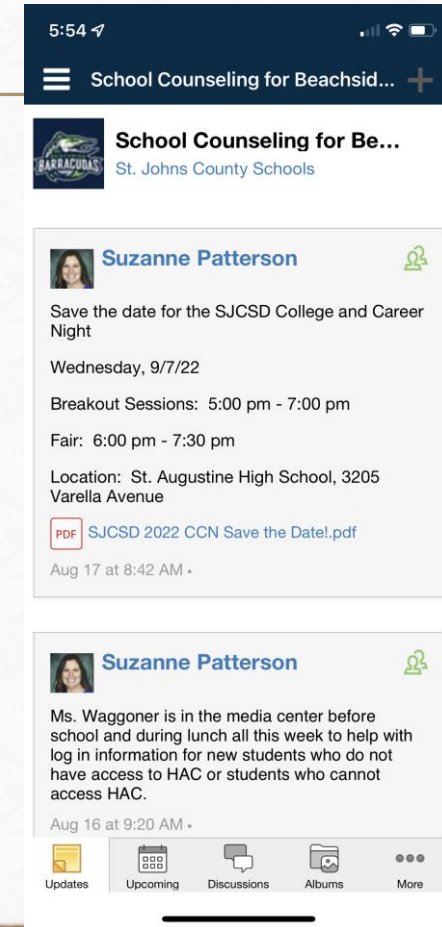 5:54
School Counseling for Beachsid...
BARRACUDAS
School Counseling for Be...
St. Johns County Schools
Suzanne Patterson
Save the date for the SJCSD College and Career
Night
Wednesday, 9/7/22
Breakout Sessions: 5:00 pm - 7:00 pm
Fair: 6:00 pm - 7:30 pm
Location: St. Augustine High School, 3205
Varella Avenue
PDF SJCSD 2022 CCN Save the Date!.pdf
Aug 17 at 8:42 AM •
Suzanne Patterson
Ms. Waggoner is in the media center before
school and during lunch all this week to help with
log in information for new students who do not
have access to HAC or students who cannot
access HAC.
Aug 16 at 9:20 AM •
Updates Upcoming Discussions Albums More